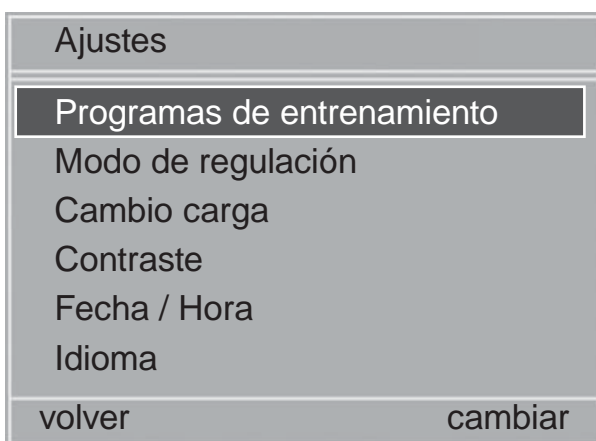 Ajustes
Programas de entrenamiento
Modo de regulación
Cambio carga
Contraste
Fecha / Hora
Idioma
volver cambiar